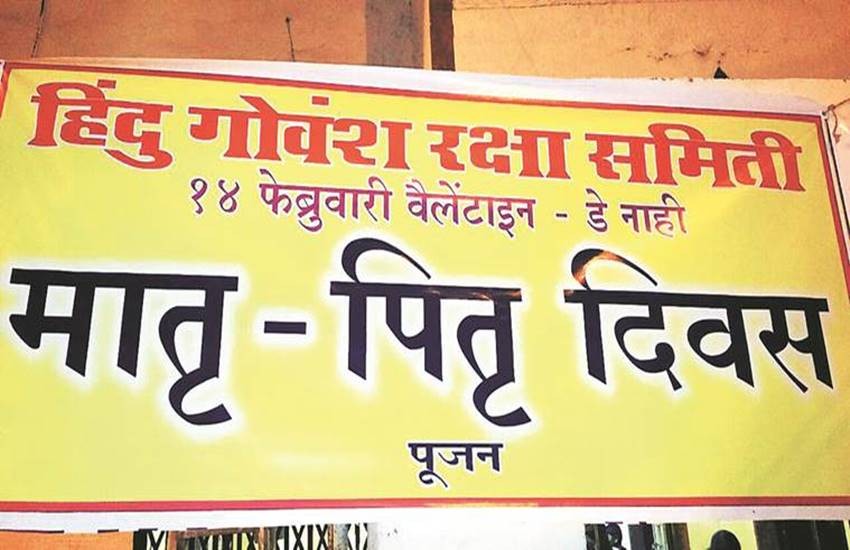 हिंदु गोवंश रक्षा समिती
१४ फेब्रुवारी वैलेंटाइन - डे नाही
मातृ - पितृ दिवस
पूजन